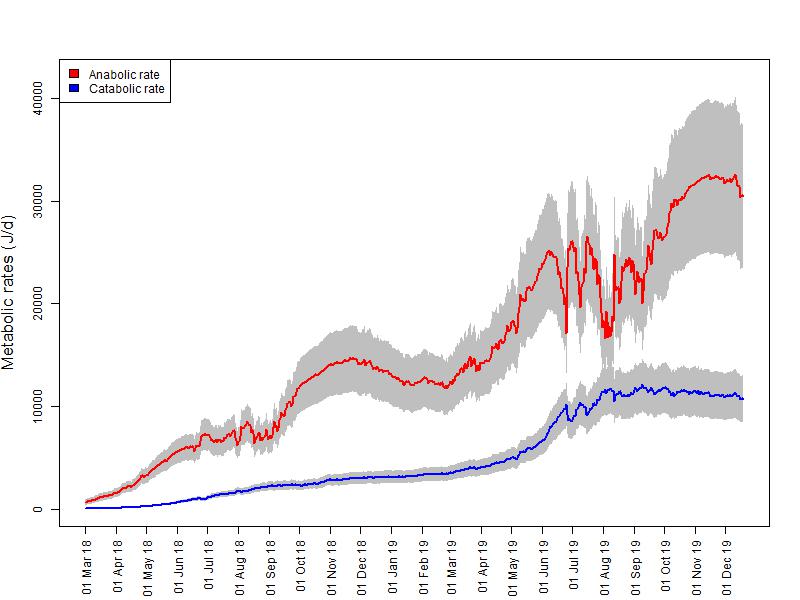 Anabolic rate
Catabolic rate
Metabolic rates (J/d)
40000
30000
20000
10000
0
01 Mar 18
01 Apr 18
01 May 18
01 Jun 18
01 Jul 18
01 Aug 18
01 Sep 18
01 Oct 18
01 Nov 18
01 Dec 18
01 Jan 19
01 Feb 19
01 Mar 19
01 Apr 19
01 May 19
01 Jun 19
01 Jul 19
01 Aug 19
01 Sep 19
01 Oct 19
01 Nov 19
01 Dec 19